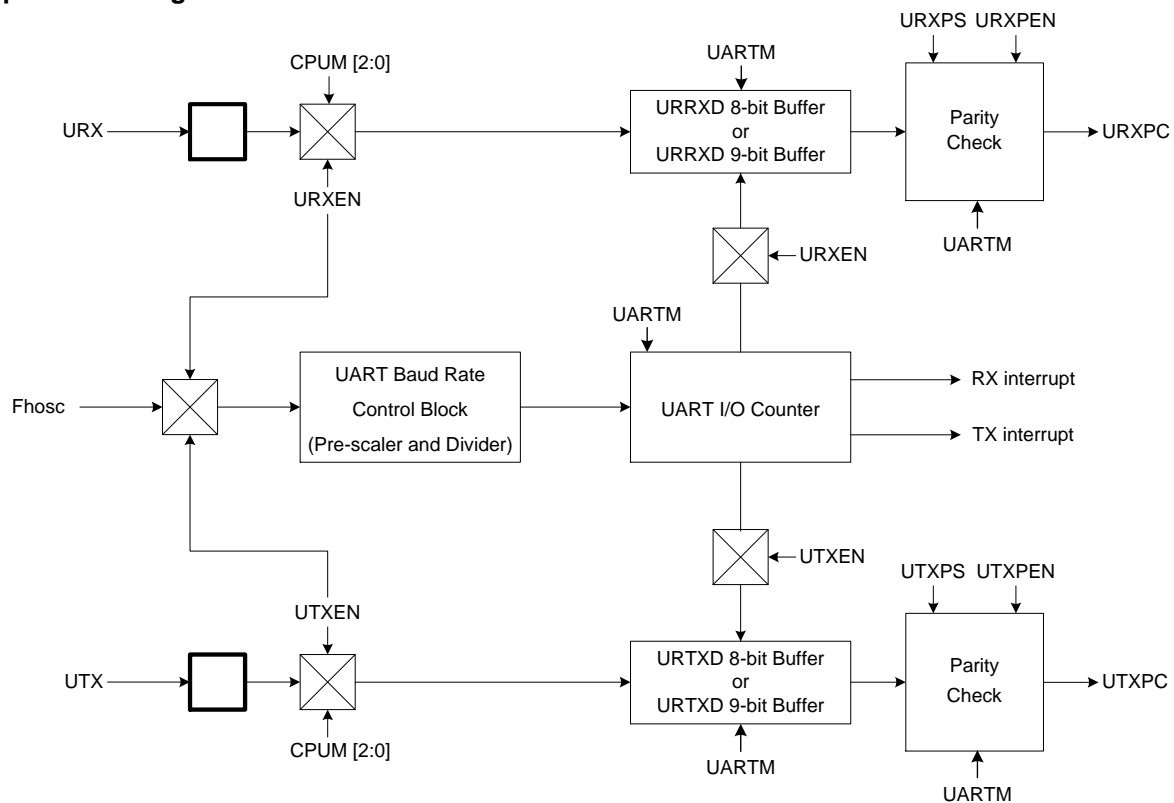 URXPS URXPEN
CPUM [2:0]
UARTM
URX
URRXD 8-bit Buffer
or
URRXD 9-bit Buffer
Parity
Check
URXPC
URXEN
UARTM
URXEN
UARTM
Fhosc
UART Baud Rate
Control Block
(Pre-scaler and Divider)
UART I/O Counter
RX interrupt
TX interrupt
UTXEN
UTXPS UTXPEN
UTXEN
UTX
URTXD 8-bit Buffer
or
URTXD 9-bit Buffer
Parity
Check
UTXPC
CPUM [2:0]
UARTM
UARTM